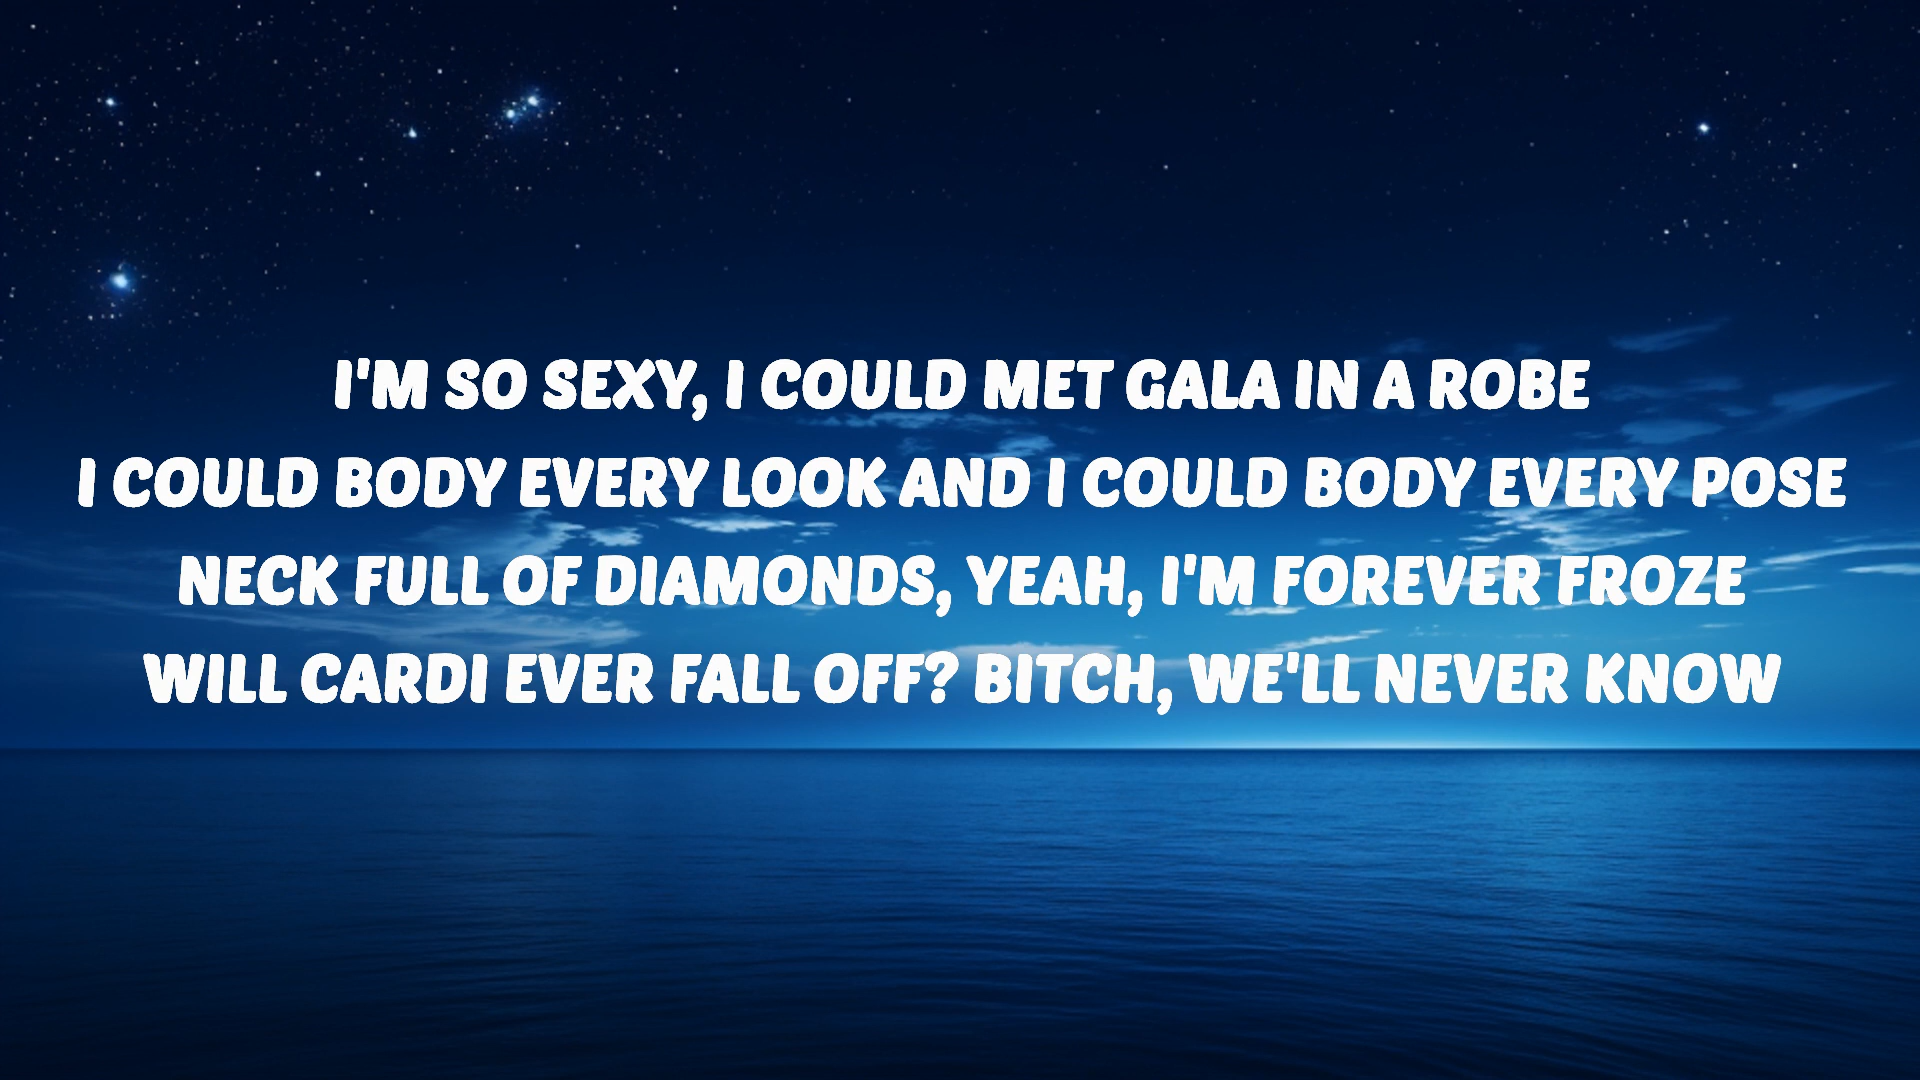 I'M SO SEXY, I COULD MET GALA IN A ROBE
I COULD BODY EVERY LOOK AND I COULD BODY EVERY POSE
NECK FULL OF DIAMONDS, YEAH, I'M FOREVER FROZE
WILL CARDI EVER FALL OFF? BITCH, WE'LL NEVER KNOW